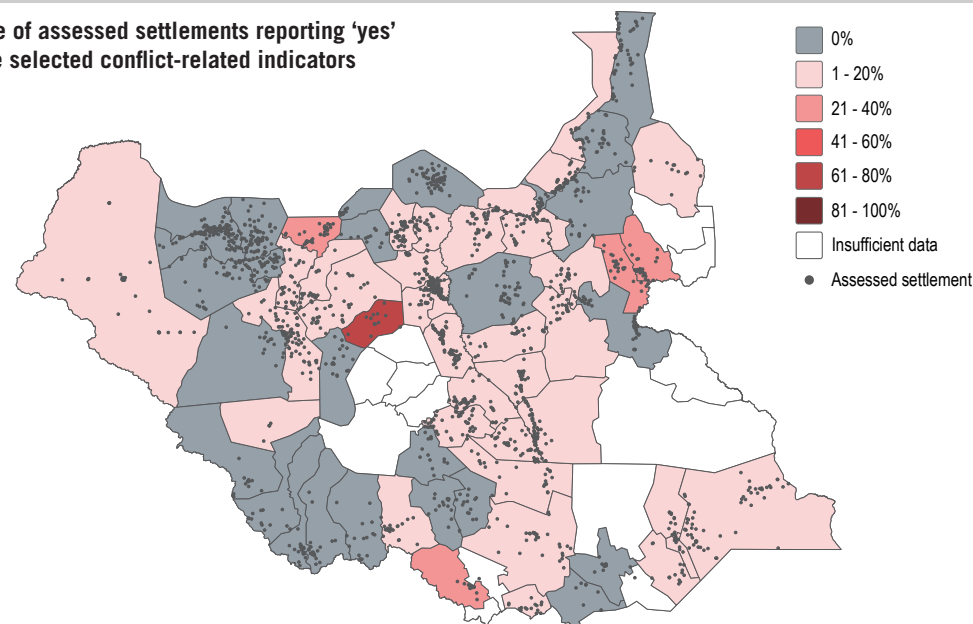 e of assessed settlements reporting ‘yes’
e selected conflict-related indicators
0%
1 - 20%
21 - 40%
41 - 60%
61 - 80%
81 - 100%
Insufficient data
Assessed settlement